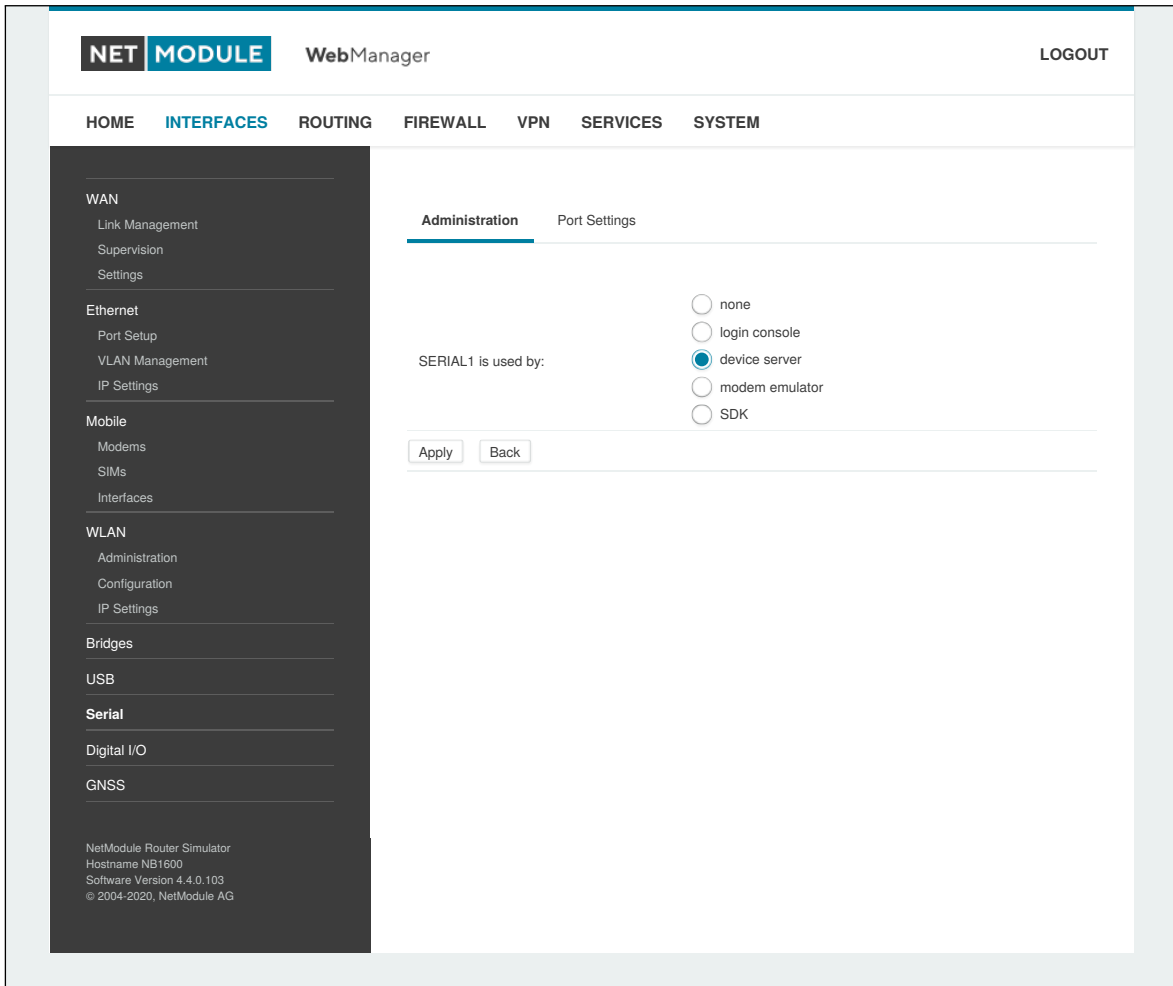 NET MODULE WebManager LOGOUT
HOME INTERFACES ROUTING FIREWALL VPN SERVICES SYSTEM
WAN
Link Management
Supervision
Settings
Ethernet
Port Setup
VLAN Management
IP Settings
Mobile
Modems
SIMs
Interfaces
WLAN
Administration
Configuration
IP Settings
Bridges
USB
Serial
Digital I/O
GNSS
NetModule Router Simulator
Hostname NB1600
Software Version 4.4.0.103
© 2004-2020, NetModule AG
Administration Port Settings
SERIAL1 is used by:
none
login console
device server
modem emulator
SDK
Apply Back